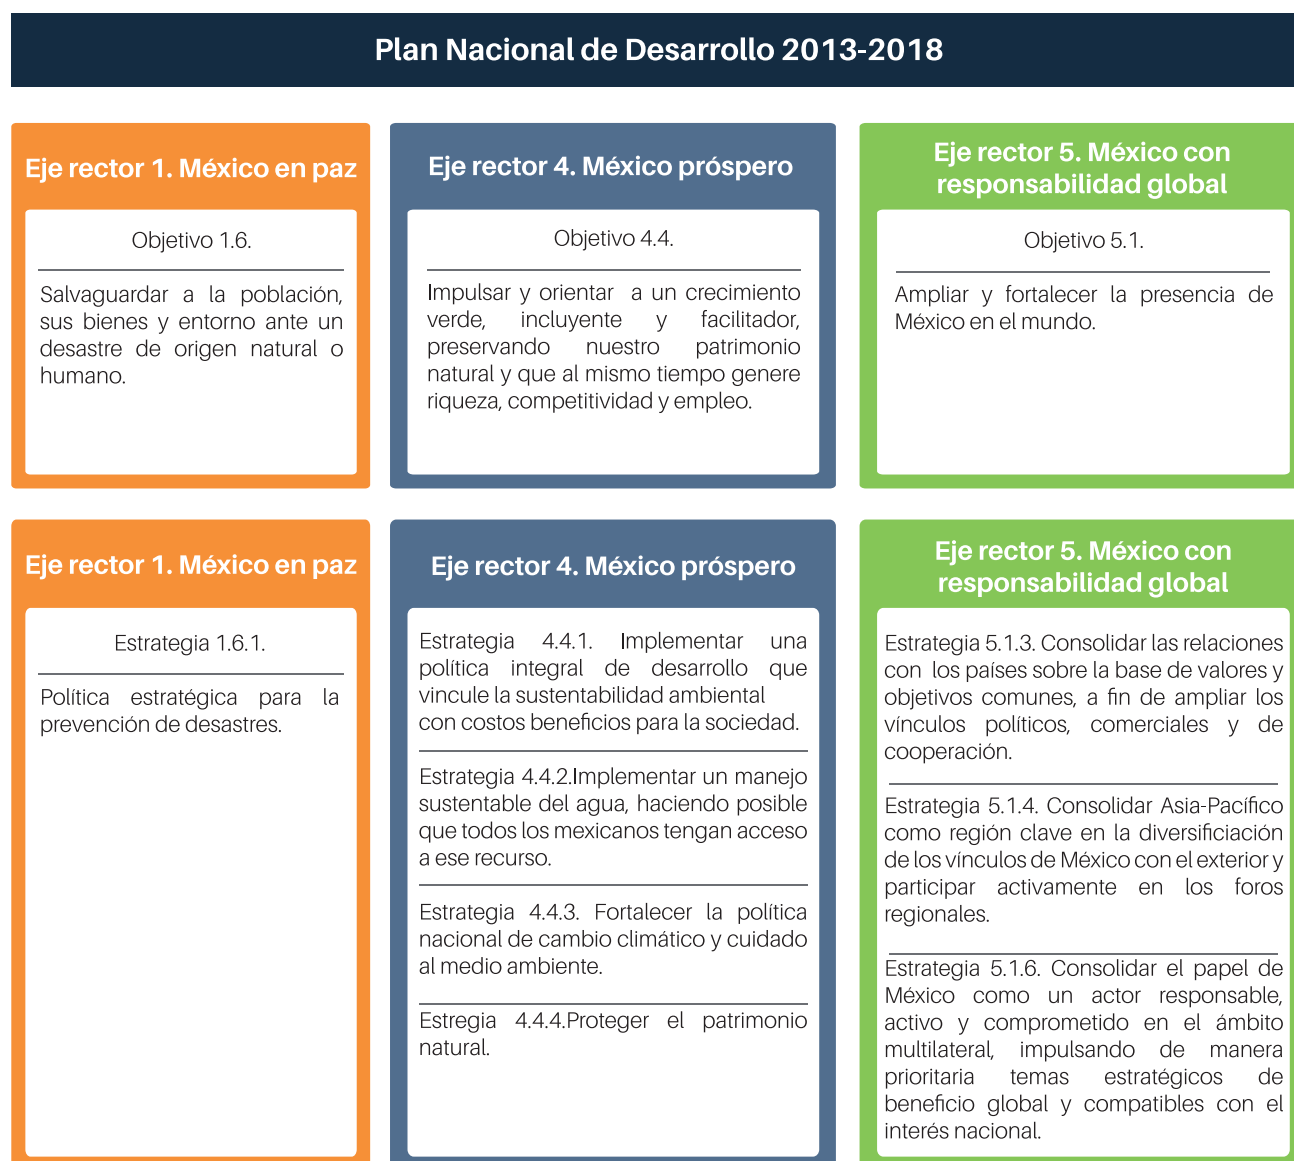 Plan Nacional de Desarrollo 2013-2018
Eje rector 1. México en paz
Objetivo 1.6.
Salvaguardar a la población,
sus bienes y entorno ante un
desastre de origen natural o
humano.
Eje rector 4. México próspero
Objetivo 4.4.
Impulsar y orientar a un crecimiento
verde, incluyente y facilitador,
preservando nuestro patrimonio
natural y que al mismo tiempo genere
riqueza, competitividad y empleo.
Eje rector 5. México con
responsabilidad global
Objetivo 5.1.
Ampliar y fortalecer la presencia de
México en el mundo.
Eje rector 1. México en paz
Estrategia 1.6.1.
Política estratégica para la
prevención de desastres.
Eje rector 4. México próspero
Estrategia 4.4.1. Implementar una
política integral de desarrollo que
vincule la sustentabilidad ambiental
con costos beneficios para la sociedad.
Estrategia 4.4.2.Implementar un manejo
sustentable del agua, haciendo posible
que todos los mexicanos tengan acceso
a ese recurso.
Estrategia 4.4.3. Fortalecer la política
nacional de cambio climático y cuidado
al medio ambiente.
Estregia 4.4.4.Proteger el patrimonio
natural.
Eje rector 5. México con
responsabilidad global
Estrategia 5.1.3. Consolidar las relaciones
con los países sobre la base de valores y
objetivos comunes, a fin de ampliar los
vínculos políticos, comerciales y de
cooperación.
Estrategia 5.1.4. Consolidar Asia-Pacífico
como región clave en la diversificiación
de los vínculos de México con el exterior y
participar activamente en los foros
regionales.
Estrategia 5.1.6. Consolidar el papel de
México como un actor responsable,
activo y comprometido en el ámbito
multilateral, impulsando de manera
prioritaria temas estratégicos de
beneficio global y compatibles con el
interés nacional.